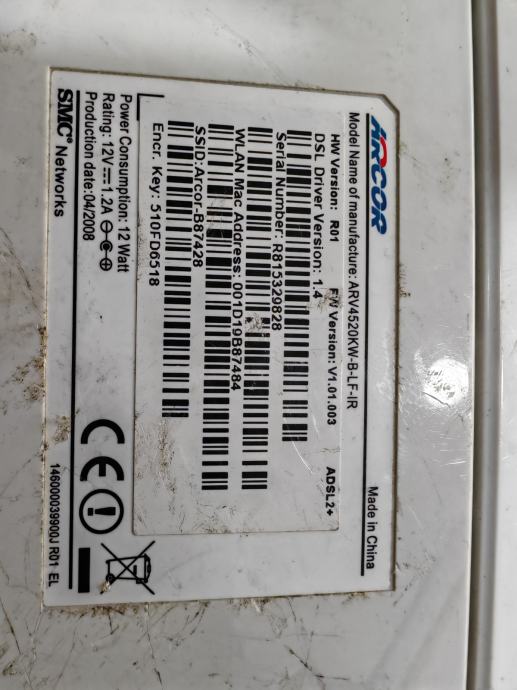 ARCOR
Made in China
Model Name of manufacture: ARV4520KW-B-LF-IR
HW Version: R01 F/W Version: V1.01.003 ADSL2+
DSL Driver Version: 1.4
Serial Number: R815329828
WLAN Mac Address: 001D19B87484
SSID:Arcor-B87428
Encr. Key: 510FD6518
Power Consumption: 12 Watt
Rating: 12V 1.2A
Production date:04/2008
SMC® Networks
CE
146000039900J R01 EL